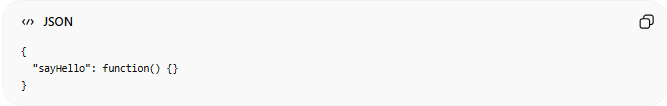 </> JSON
{
  "sayHello": function() {}
}